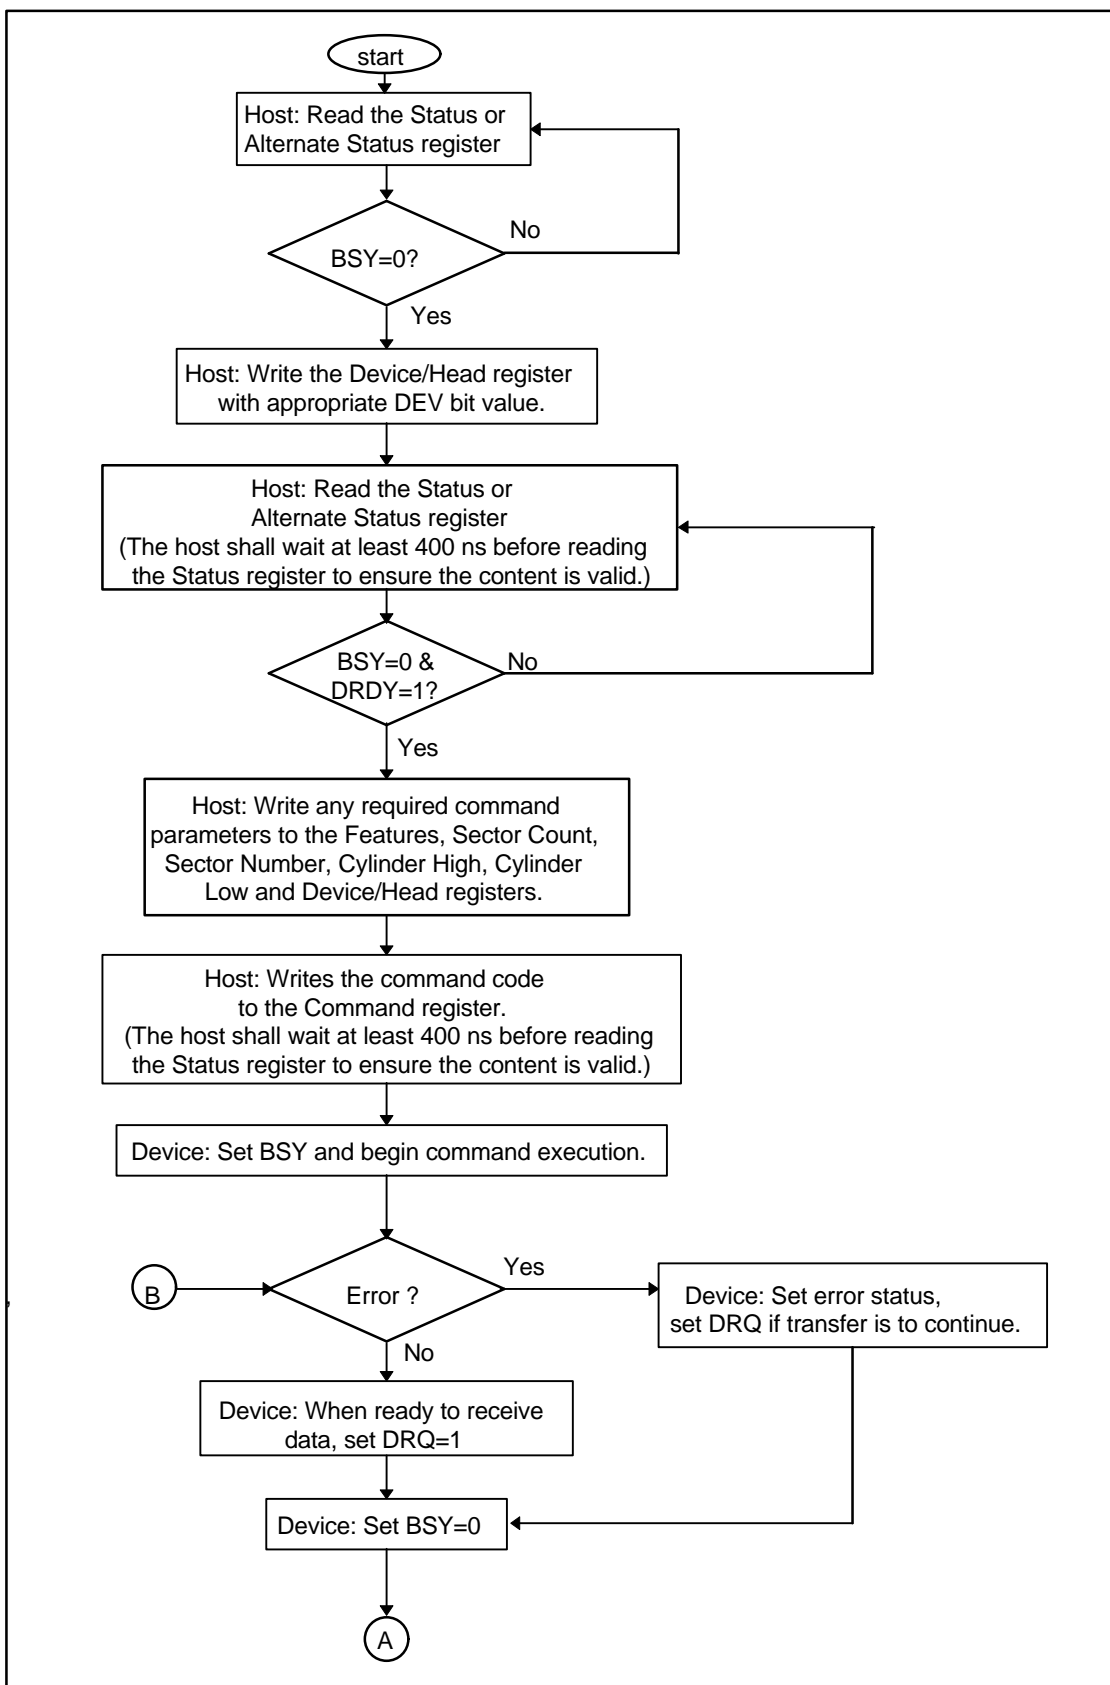 start
Host: Read the Status or
Alternate Status register
No
BSY=0?
Yes
Host: Write the Device/Head register
with appropriate DEV bit value.
Host: Read the Status or
Alternate Status register
(The host shall wait at least 400 ns before reading
the Status register to ensure the content is valid.)
BSY=0 &
No
DRDY=1?
Yes
Host: Write any required command
parameters to the Features, Sector Count,
Sector Number, Cylinder High, Cylinder
Low and Device/Head registers.
Host: Writes the command code
to the Command register.
(The host shall wait at least 400 ns before reading
the Status register to ensure the content is valid.)
Device: Set BSY and begin command execution.
B
Error ?
Yes
Device: Set error status,
set DRQ if transfer is to continue.
,
No
Device: When ready to receive
data, set DRQ=1
Device: Set BSY=0
A